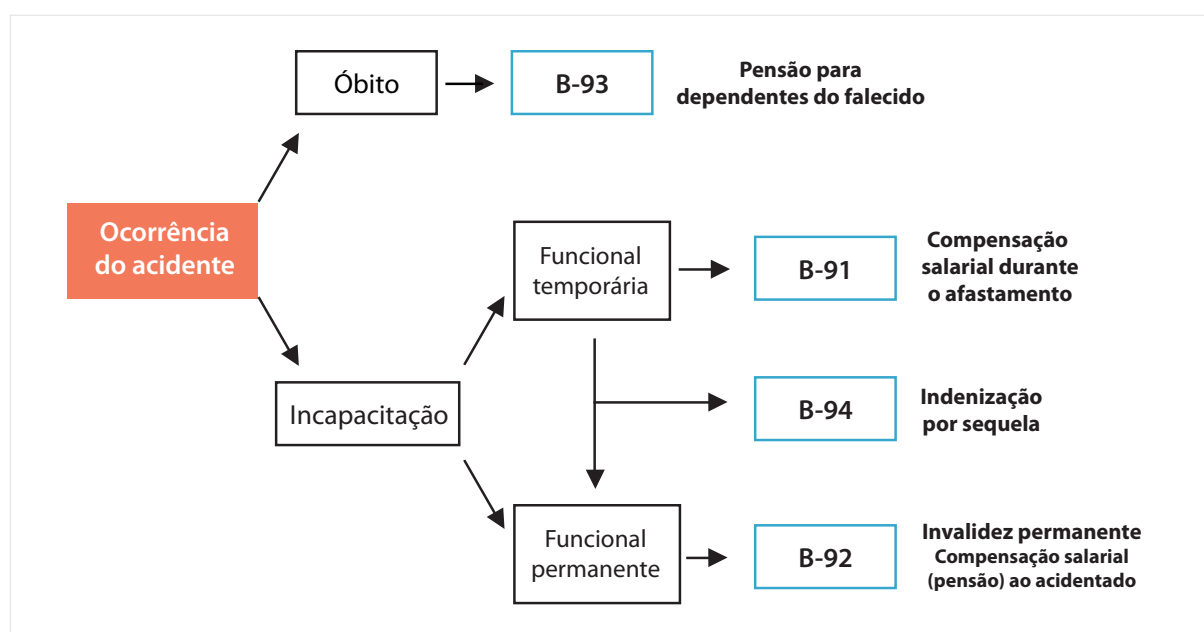 Óbito
B-93
Pensão para
dependentes do falecido
Ocorrência
do acidente
Funcional
temporária
B-91
Compensação
salarial durante
o afastamento
Incapacitação
B-94
Indenização
por sequela
Funcional
permanente
B-92
Invalidez permanente
Compensação salarial
(pensão) ao acidentado